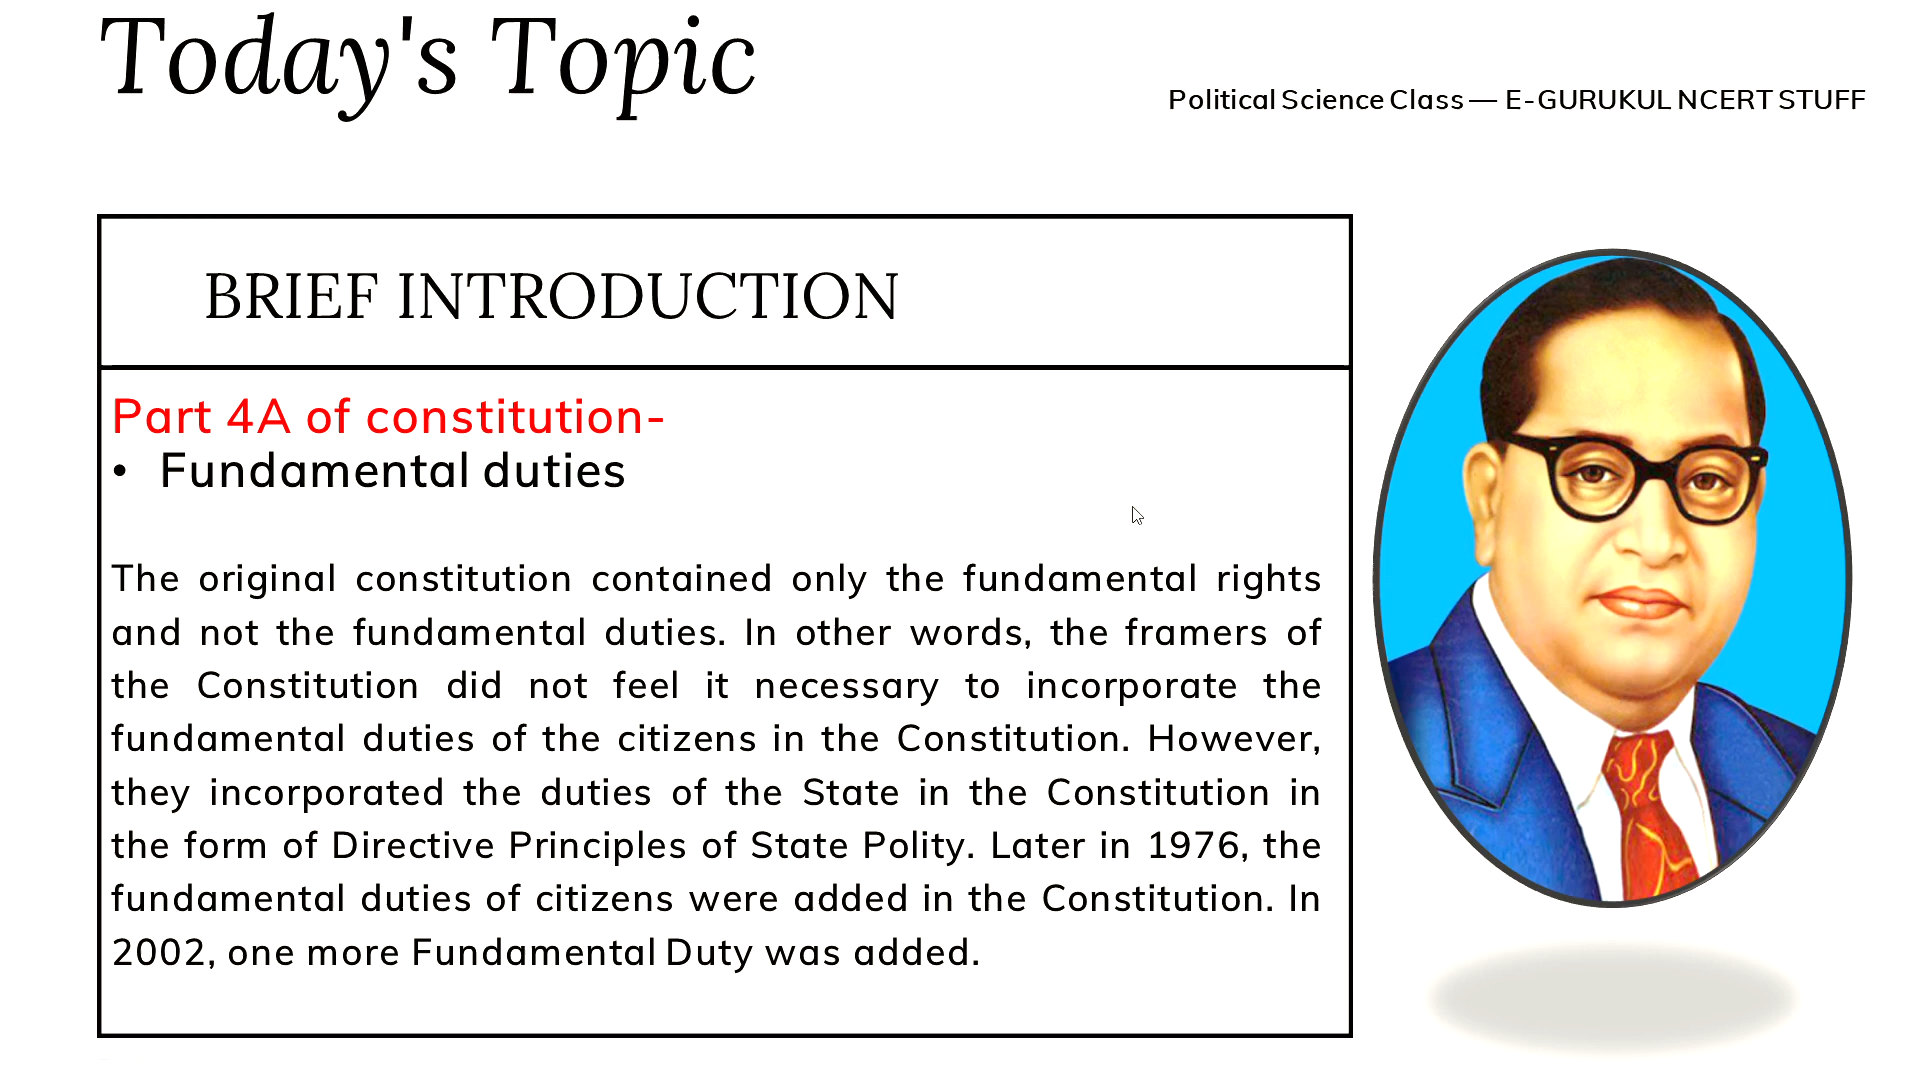 Today's Topic
Political Science Class — E-GURUKUL NCERT STUFF
BRIEF INTRODUCTION
Part 4A of constitution-
• Fundamental duties
The original constitution contained only the fundamental rights
and not the fundamental duties. In other words, the framers of
the Constitution did not feel it necessary to incorporate the
fundamental duties of the citizens in the Constitution. However,
they incorporated the duties of the State in the Constitution in
the form of Directive Principles of State Polity. Later in 1976, the
fundamental duties of citizens were added in the Constitution. In
2002, one more Fundamental Duty was added.